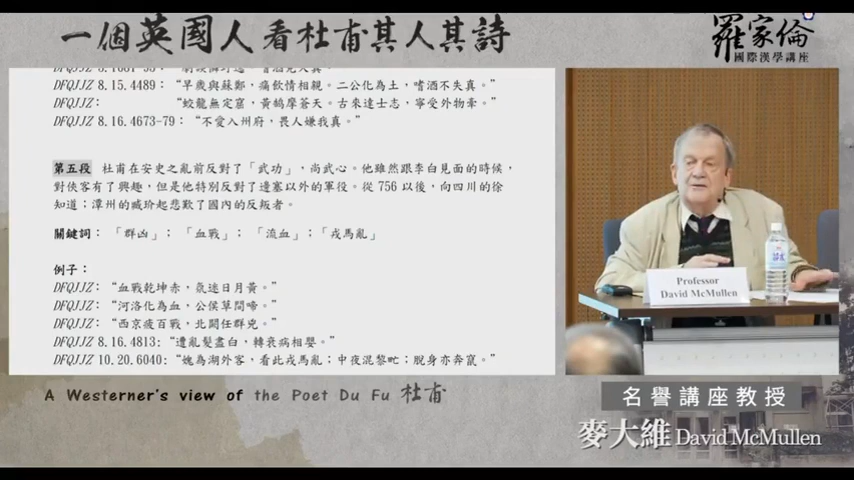 一個英國人看杜甫其人其詩
羅家倫
國際漢學講座
DFQJJZ 8.15.4489: “早歲與蘇鄭，痛飲情相親。二公化為土，嗜酒不失真。”
DFQJJZ: “蛟龍無定窟，黃鵠摩蒼天。古來達士志，寧受外物牽。”
DFQJJZ 8.16.4673-79: “不愛入州府，畏人嫌我真。”
第五段 杜甫在安史之亂前反對了「武功」，尚武心。他雖然跟李白見面的時候，
對俠客有了興趣，但是他特別反對了邊塞以外的軍役。從 756 以後，向四川的徐
知道；潭州的臧玠起悲歎了國內的反叛者。
關鍵詞： 「群凶」； 「血戰」； 「流血」；「戎馬亂」
例子：
DFQJJZ: “血戰乾坤赤，氛迷日月黃。”
DFQJJZ: “河洛化為血，公侯草間啼。”
DFQJJZ: “西京疲百戰，北闕任群兇。”
DFQJJZ 8.16.4813: “遭亂髮盡白，轉衰病相嬰。”
DFQJJZ 10.20.6040: “媿為湖外客，看此戎馬亂；中夜混黎甿；脫身亦奔竄。”
Professor
David McMullen
A Westerner's view of the Poet Du Fu 杜甫
名譽講座教授
麥大維 David McMullen